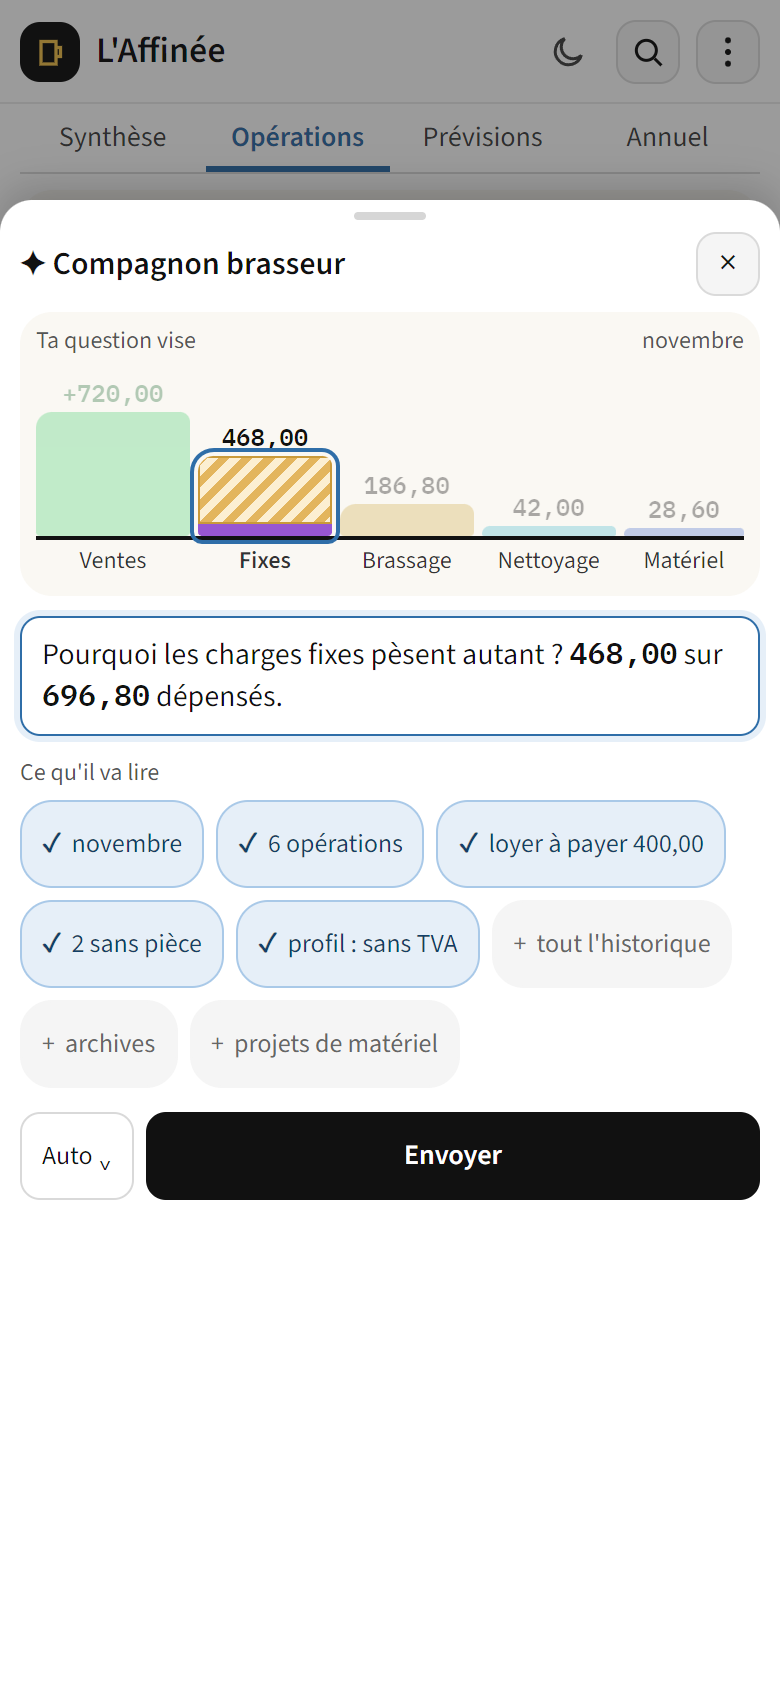 L'Affinée
Synthèse Opérations Prévisions Annuel
✦ Compagnon brasseur ×
Ta question vise novembre
+720,00
468,00
186,80
42,00
28,60
Ventes Fixes Brassage Nettoyage Matériel
Pourquoi les charges fixes pèsent autant ? 468,00 sur
696,80 dépensés.
Ce qu'il va lire
✓ novembre ✓ 6 opérations ✓ loyer à payer 400,00
✓ 2 sans pièce ✓ profil : sans TVA + tout l'historique
+ archives + projets de matériel
Auto ˅ Envoyer